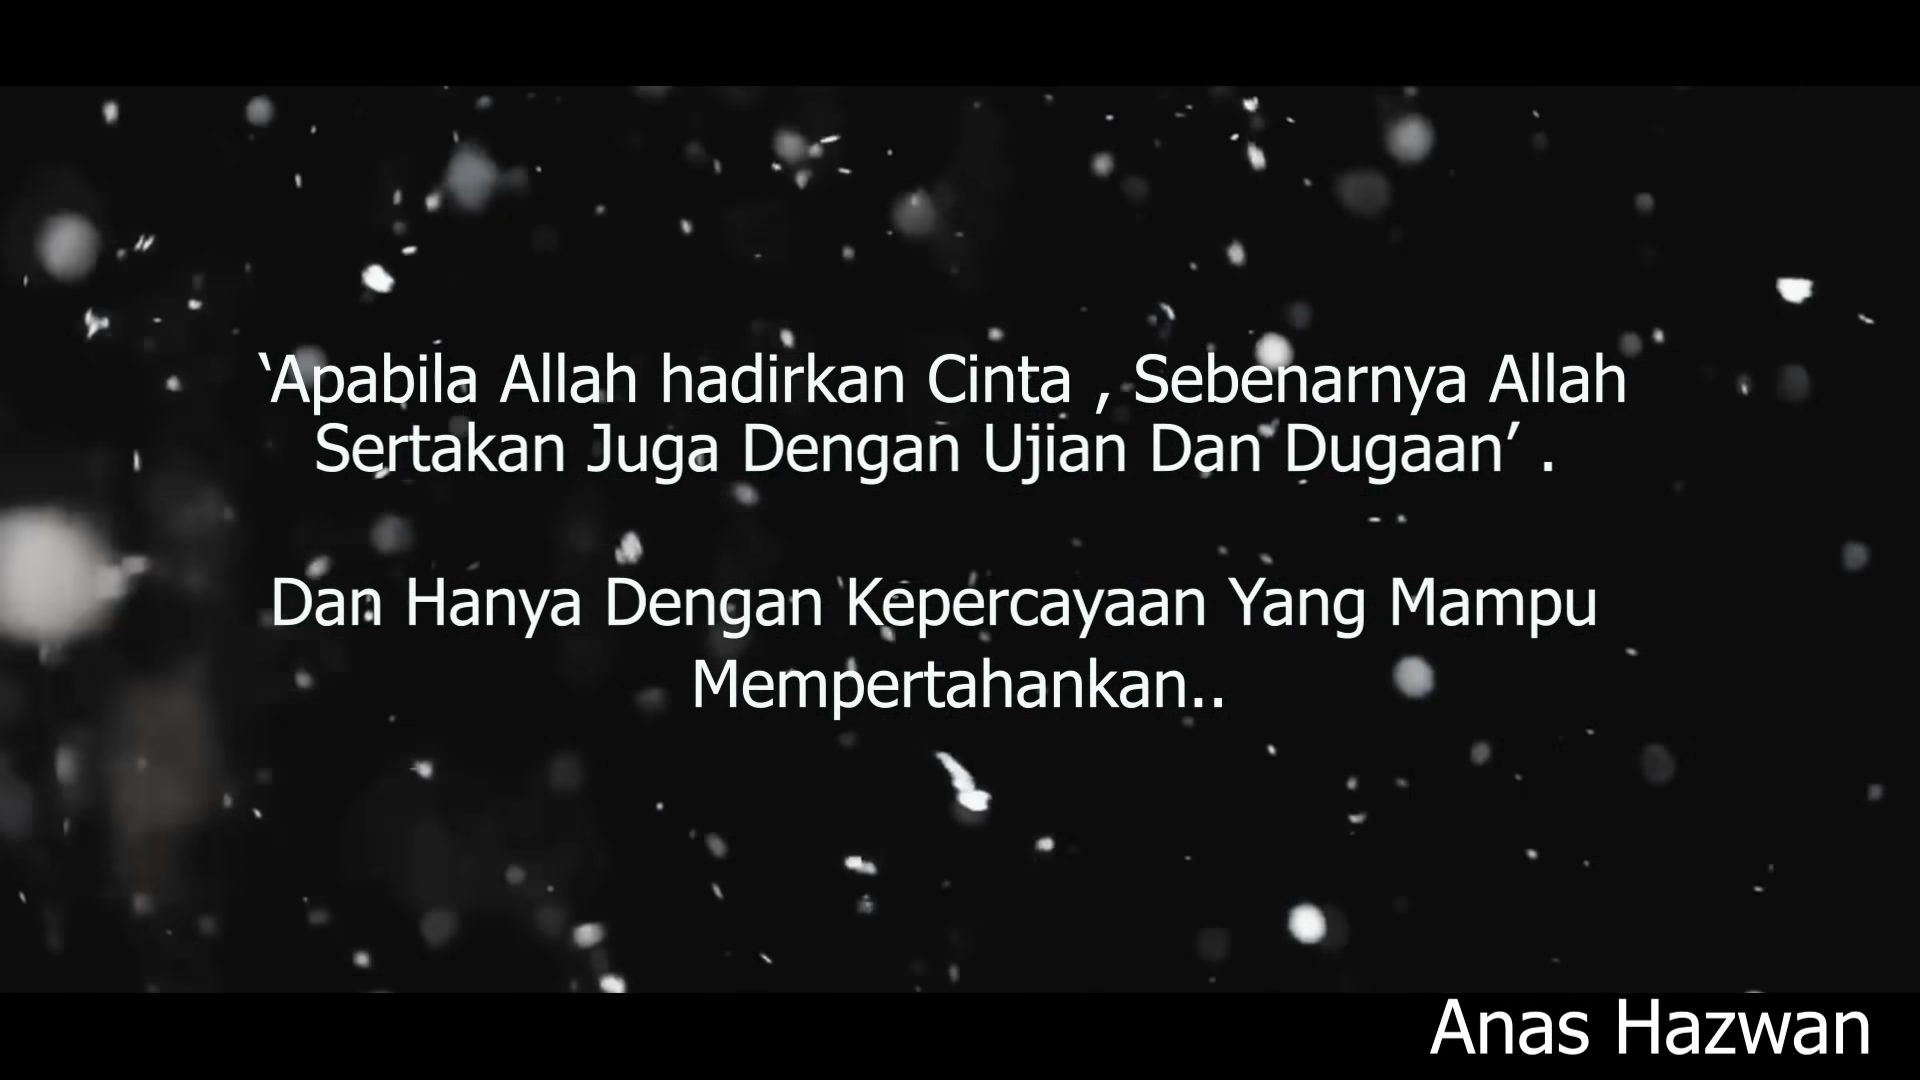 ‘Apabila Allah hadirkan Cinta , Sebenarnya Allah
Sertakan Juga Dengan Ujian Dan Dugaan’ .
Dan Hanya Dengan Kepercayaan Yang Mampu
Mempertahankan..
Anas Hazwan